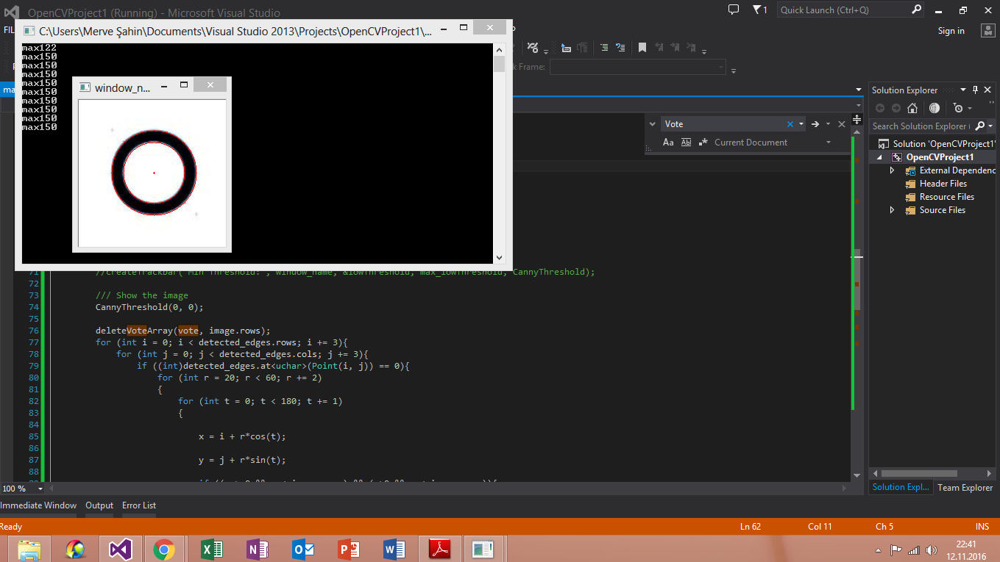 OpenCVProject1 (Running) - Microsoft Visual Studio
1
Quick Launch (Ctrl+Q)
Sign in
C:\Users\Merve Şahin\Documents\Visual Studio 2013\Projects\OpenCVProject1\...
max122
max150
max150
max150
max150
max150
max150
max150
max150
max150
window_n...
Frame:
Vote
Aa Ab Current Document
Solution Explorer
Search Solution Explorer
Solution 'OpenCVProject1'
OpenCVProject1
External Dependenc
Header Files
Resource Files
Source Files
71 //CreateTrackbar( Min Threshold: , window_name, &lowThreshold, max_lowThreshold, CannyThreshold);
72
73 /// Show the image
74 CannyThreshold(0, 0);
75
76 deleteVoteArray(vote, image.rows);
77 for (int i = 0; i < detected_edges.rows; i += 3){
78 for (int j = 0; j < detected_edges.cols; j += 3){
79 if ((int)detected_edges.at<uchar>(Point(i, j)) == 0){
80 for (int r = 20; r < 60; r += 2)
81 {
82 for (int t = 0; t < 180; t += 1)
83 {
84
85 x = i + r*cos(t);
86
87 y = j + r*sin(t);
88
100 %
Solution Expl... Team Explorer
Immediate Window Output Error List
Ready Ln 62 Col 11 Ch 5 INS
22:41
12.11.2016